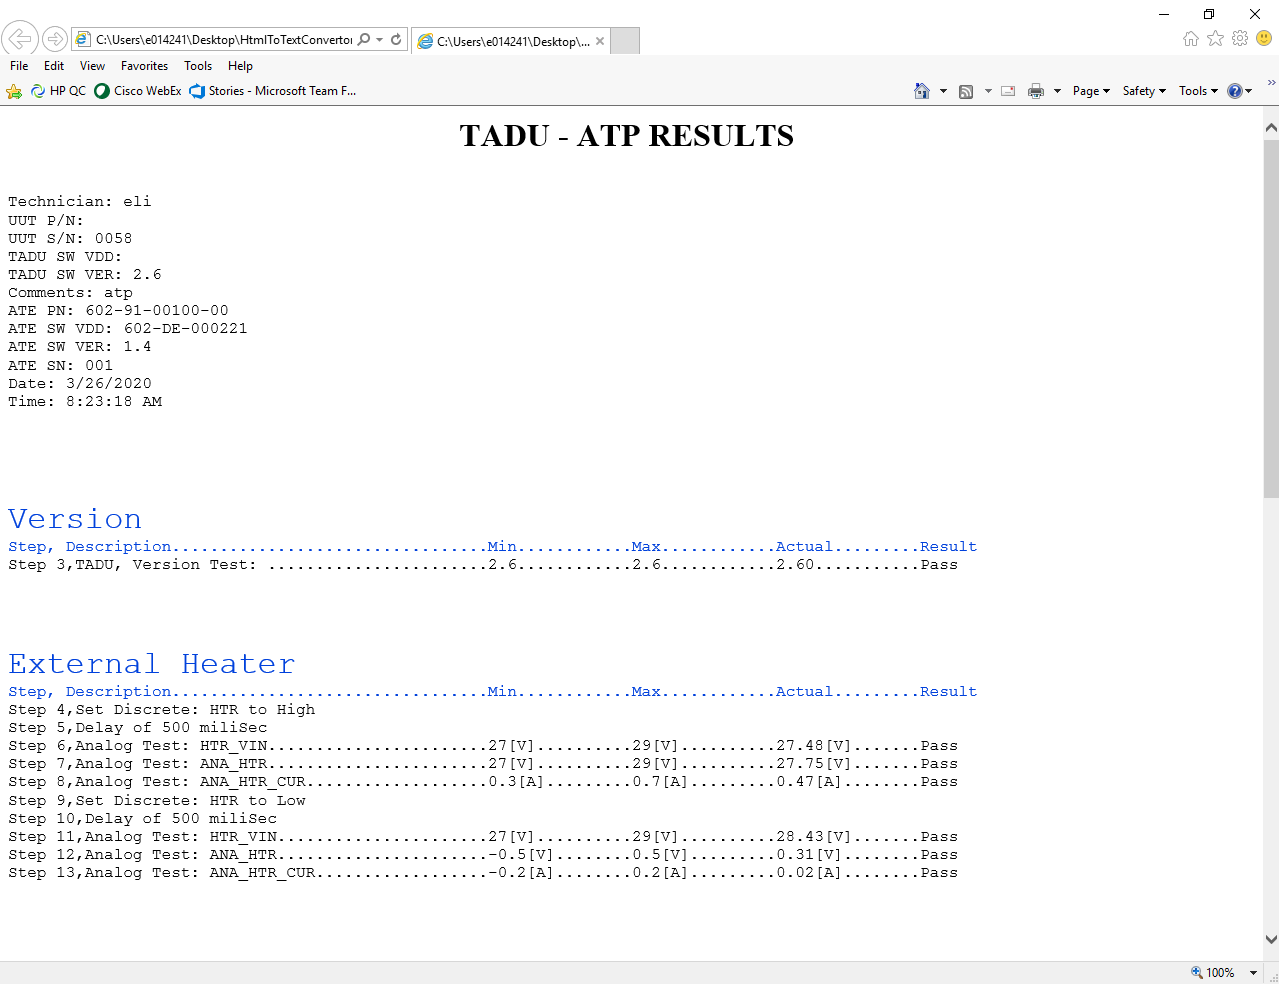 C:\Users\e014241\Desktop\HtmlToTextConvertor
C:\Users\e014241\Desktop\...
File Edit View Favorites Tools Help
HP QC Cisco WebEx Stories - Microsoft Team F... Page Safety Tools
TADU - ATP RESULTS
Technician: eli
UUT P/N:
UUT S/N: 0058
TADU SW VDD:
TADU SW VER: 2.6
Comments: atp
ATE PN: 602-91-00100-00
ATE SW VDD: 602-DE-000221
ATE SW VER: 1.4
ATE SN: 001
Date: 3/26/2020
Time: 8:23:18 AM
Version
Step, Description.................................Min............Max............Actual.........Result
Step 3,TADU, Version Test: .......................2.6............2.6............2.60...........Pass
External Heater
Step, Description.................................Min............Max............Actual.........Result
Step 4,Set Discrete: HTR to High
Step 5,Delay of 500 miliSec
Step 6,Analog Test: HTR_VIN.......................27[V]..........29[V]..........27.48[V].......Pass
Step 7,Analog Test: ANA_HTR.......................27[V]..........29[V]..........27.75[V].......Pass
Step 8,Analog Test: ANA_HTR_CUR...................0.3[A].........0.7[A].........0.47[A]........Pass
Step 9,Set Discrete: HTR to Low
Step 10,Delay of 500 miliSec
Step 11,Analog Test: HTR_VIN......................27[V]..........29[V]..........28.43[V].......Pass
Step 12,Analog Test: ANA_HTR......................-0.5[V]........0.5[V].........0.31[V]........Pass
Step 13,Analog Test: ANA_HTR_CUR..................-0.2[A]........0.2[A].........0.02[A]........Pass
100%